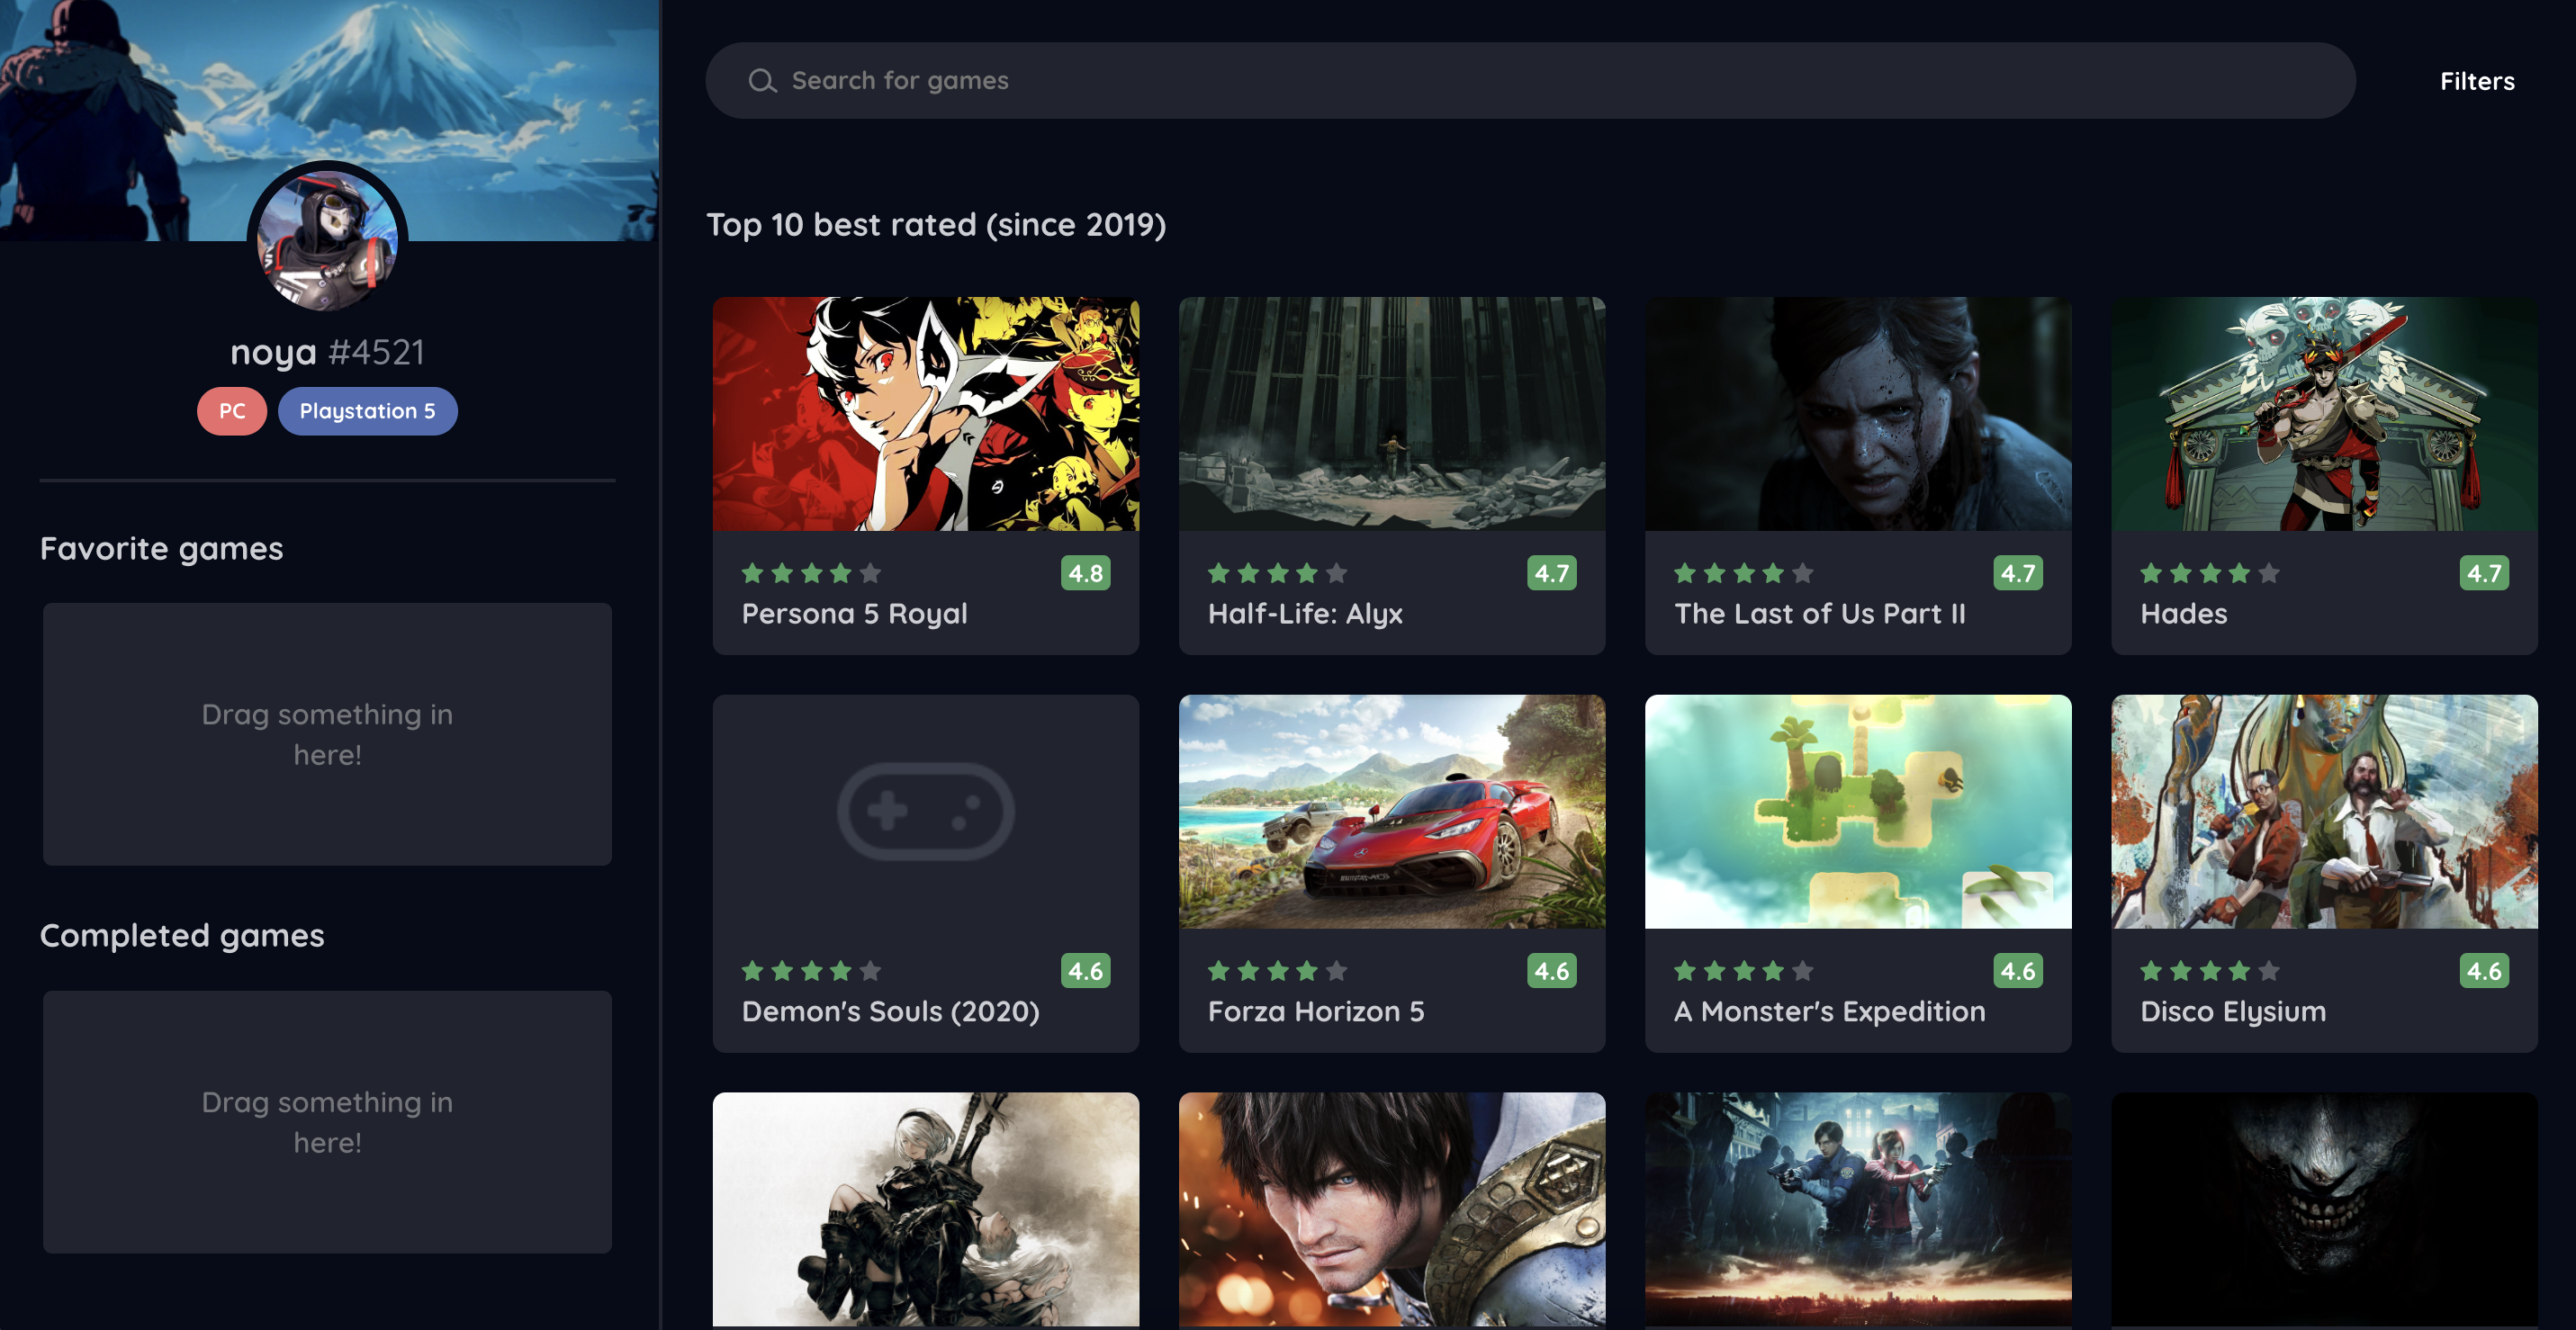 Search for games
Filters
noya #4521
PC
Playstation 5
Favorite games
Drag something in
here!
Completed games
Drag something in
here!
Top 10 best rated (since 2019)
4.8
Persona 5 Royal
4.7
Half-Life: Alyx
4.7
The Last of Us Part II
4.7
Hades
4.6
Demon's Souls (2020)
4.6
Forza Horizon 5
4.6
A Monster's Expedition
4.6
Disco Elysium